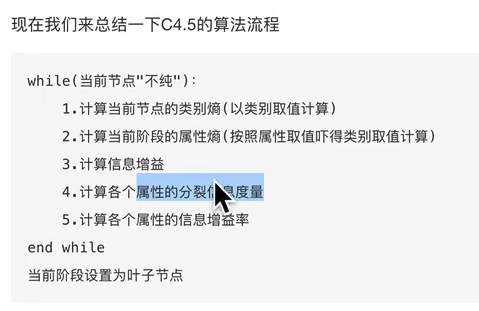 现在我们来总结一下C4.5的算法流程
while(当前节点"不纯")：
1.计算当前节点的类别熵(以类别取值计算)
2.计算当前阶段的属性熵(按照属性取值吓得类别取值计算)
3.计算信息增益
4.计算各个属性的分裂信息度量
5.计算各个属性的信息增益率
end while
当前阶段设置为叶子节点